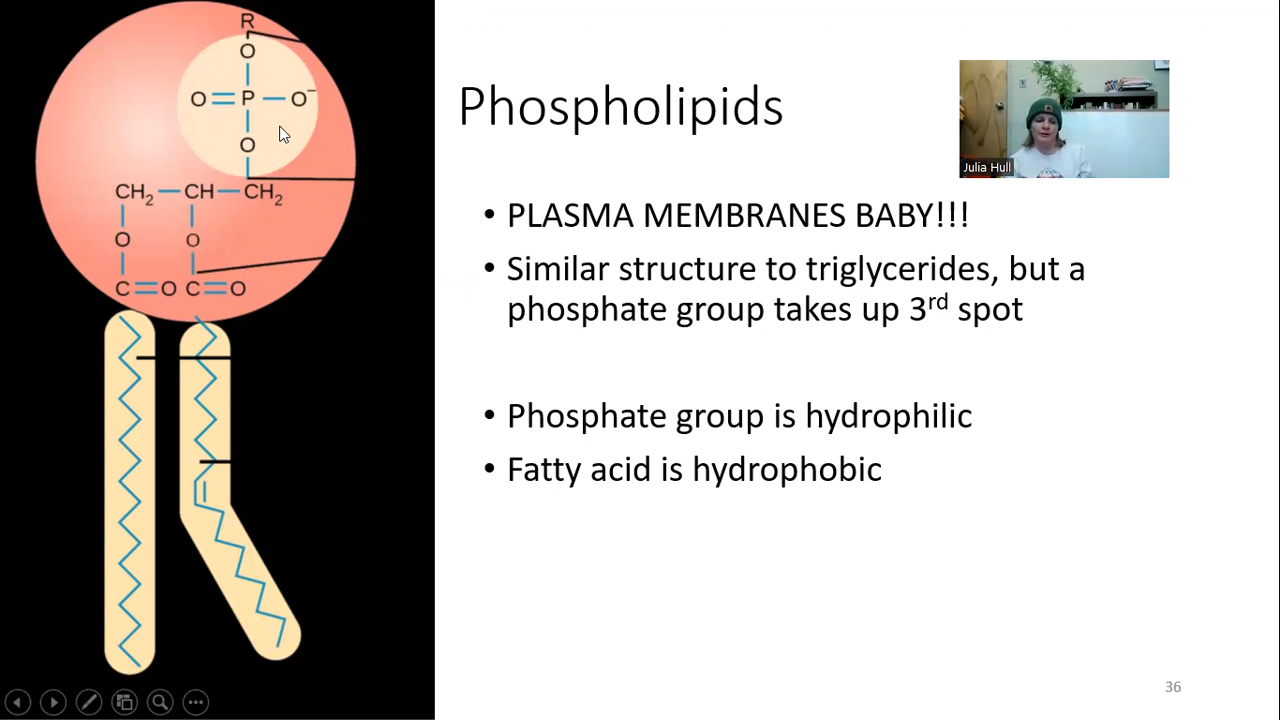 R
O
O = P — O⁻
O
CH₂ — CH — CH₂
O O
C = O C = O
Phospholipids
Julia Hull
• PLASMA MEMBRANES BABY!!!
• Similar structure to triglycerides, but a
phosphate group takes up 3rd spot
• Phosphate group is hydrophilic
• Fatty acid is hydrophobic
36